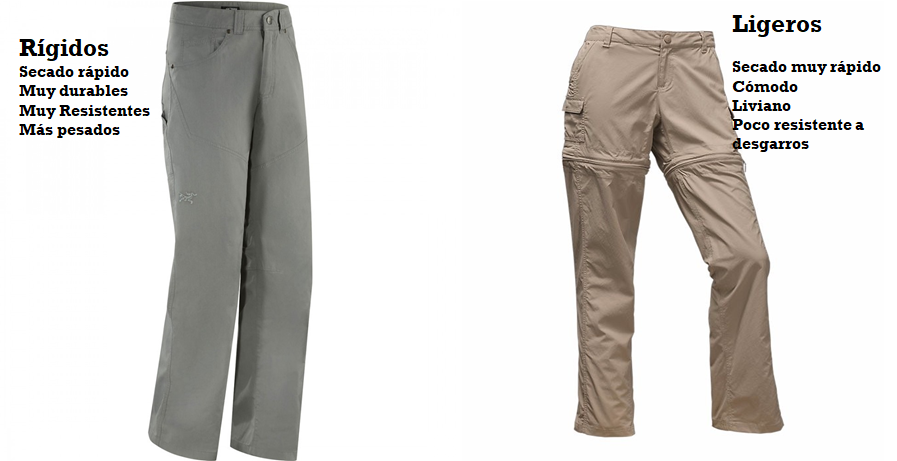 Rígidos
Secado rápido
Muy durables
Muy Resistentes
Más pesados
Ligeros
Secado muy rápido
Cómodo
Liviano
Poco resistente a
desgarros